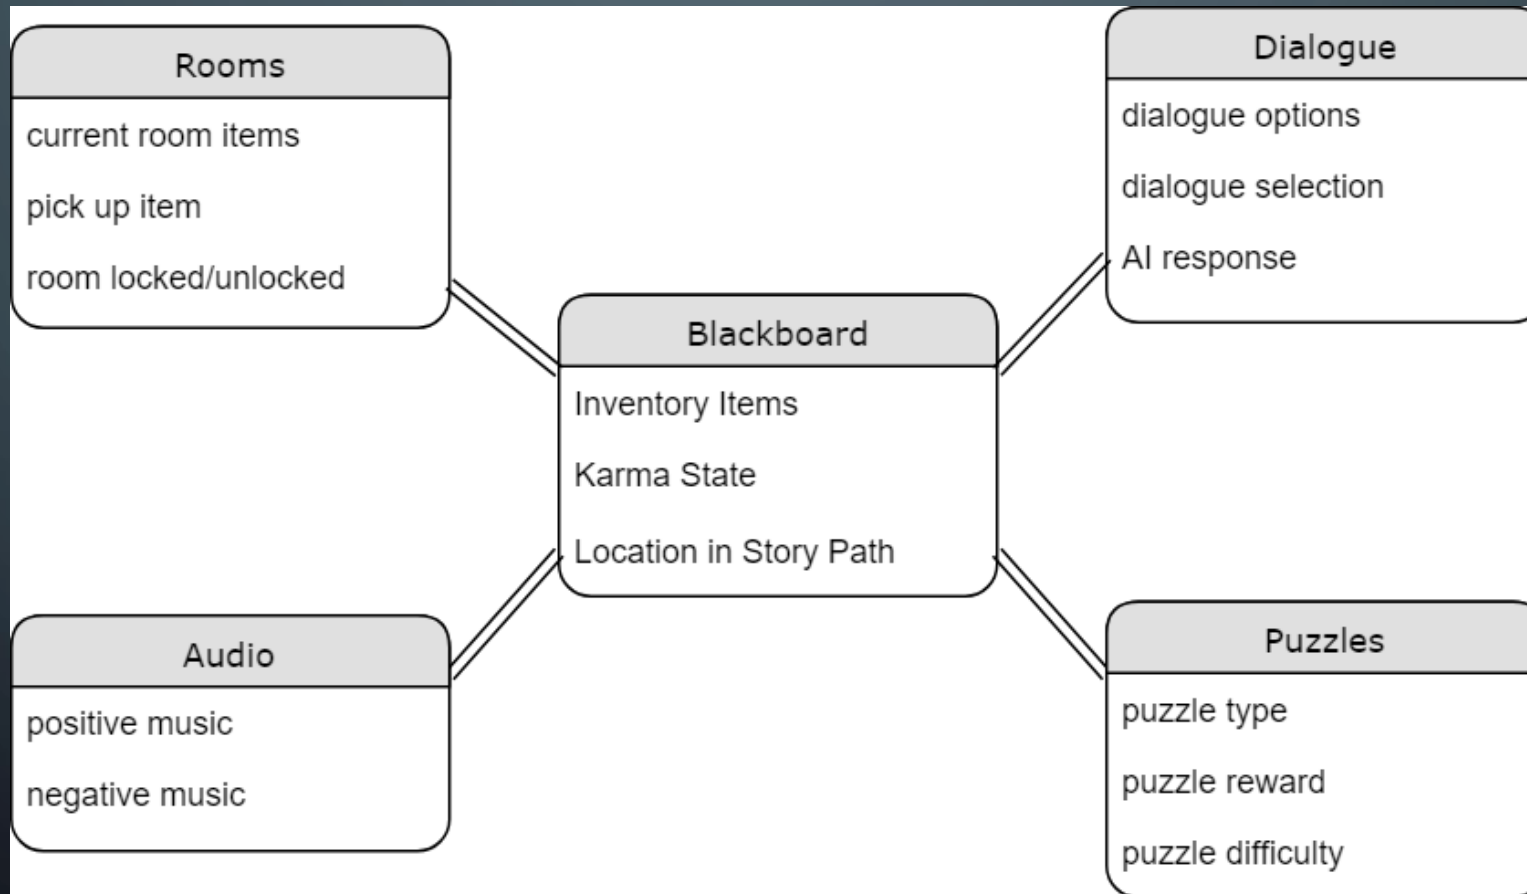 Rooms
current room items
pick up item
room locked/unlocked
Dialogue
dialogue options
dialogue selection
AI response
Blackboard
Inventory Items
Karma State
Location in Story Path
Audio
positive music
negative music
Puzzles
puzzle type
puzzle reward
puzzle difficulty